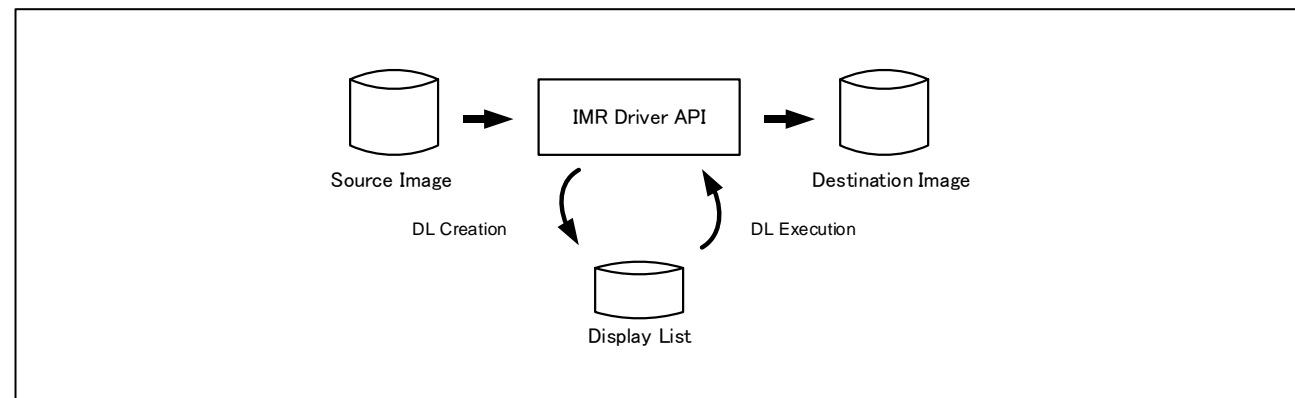 IMR Driver API
Source Image
Destination Image
DL Creation
DL Execution
Display List